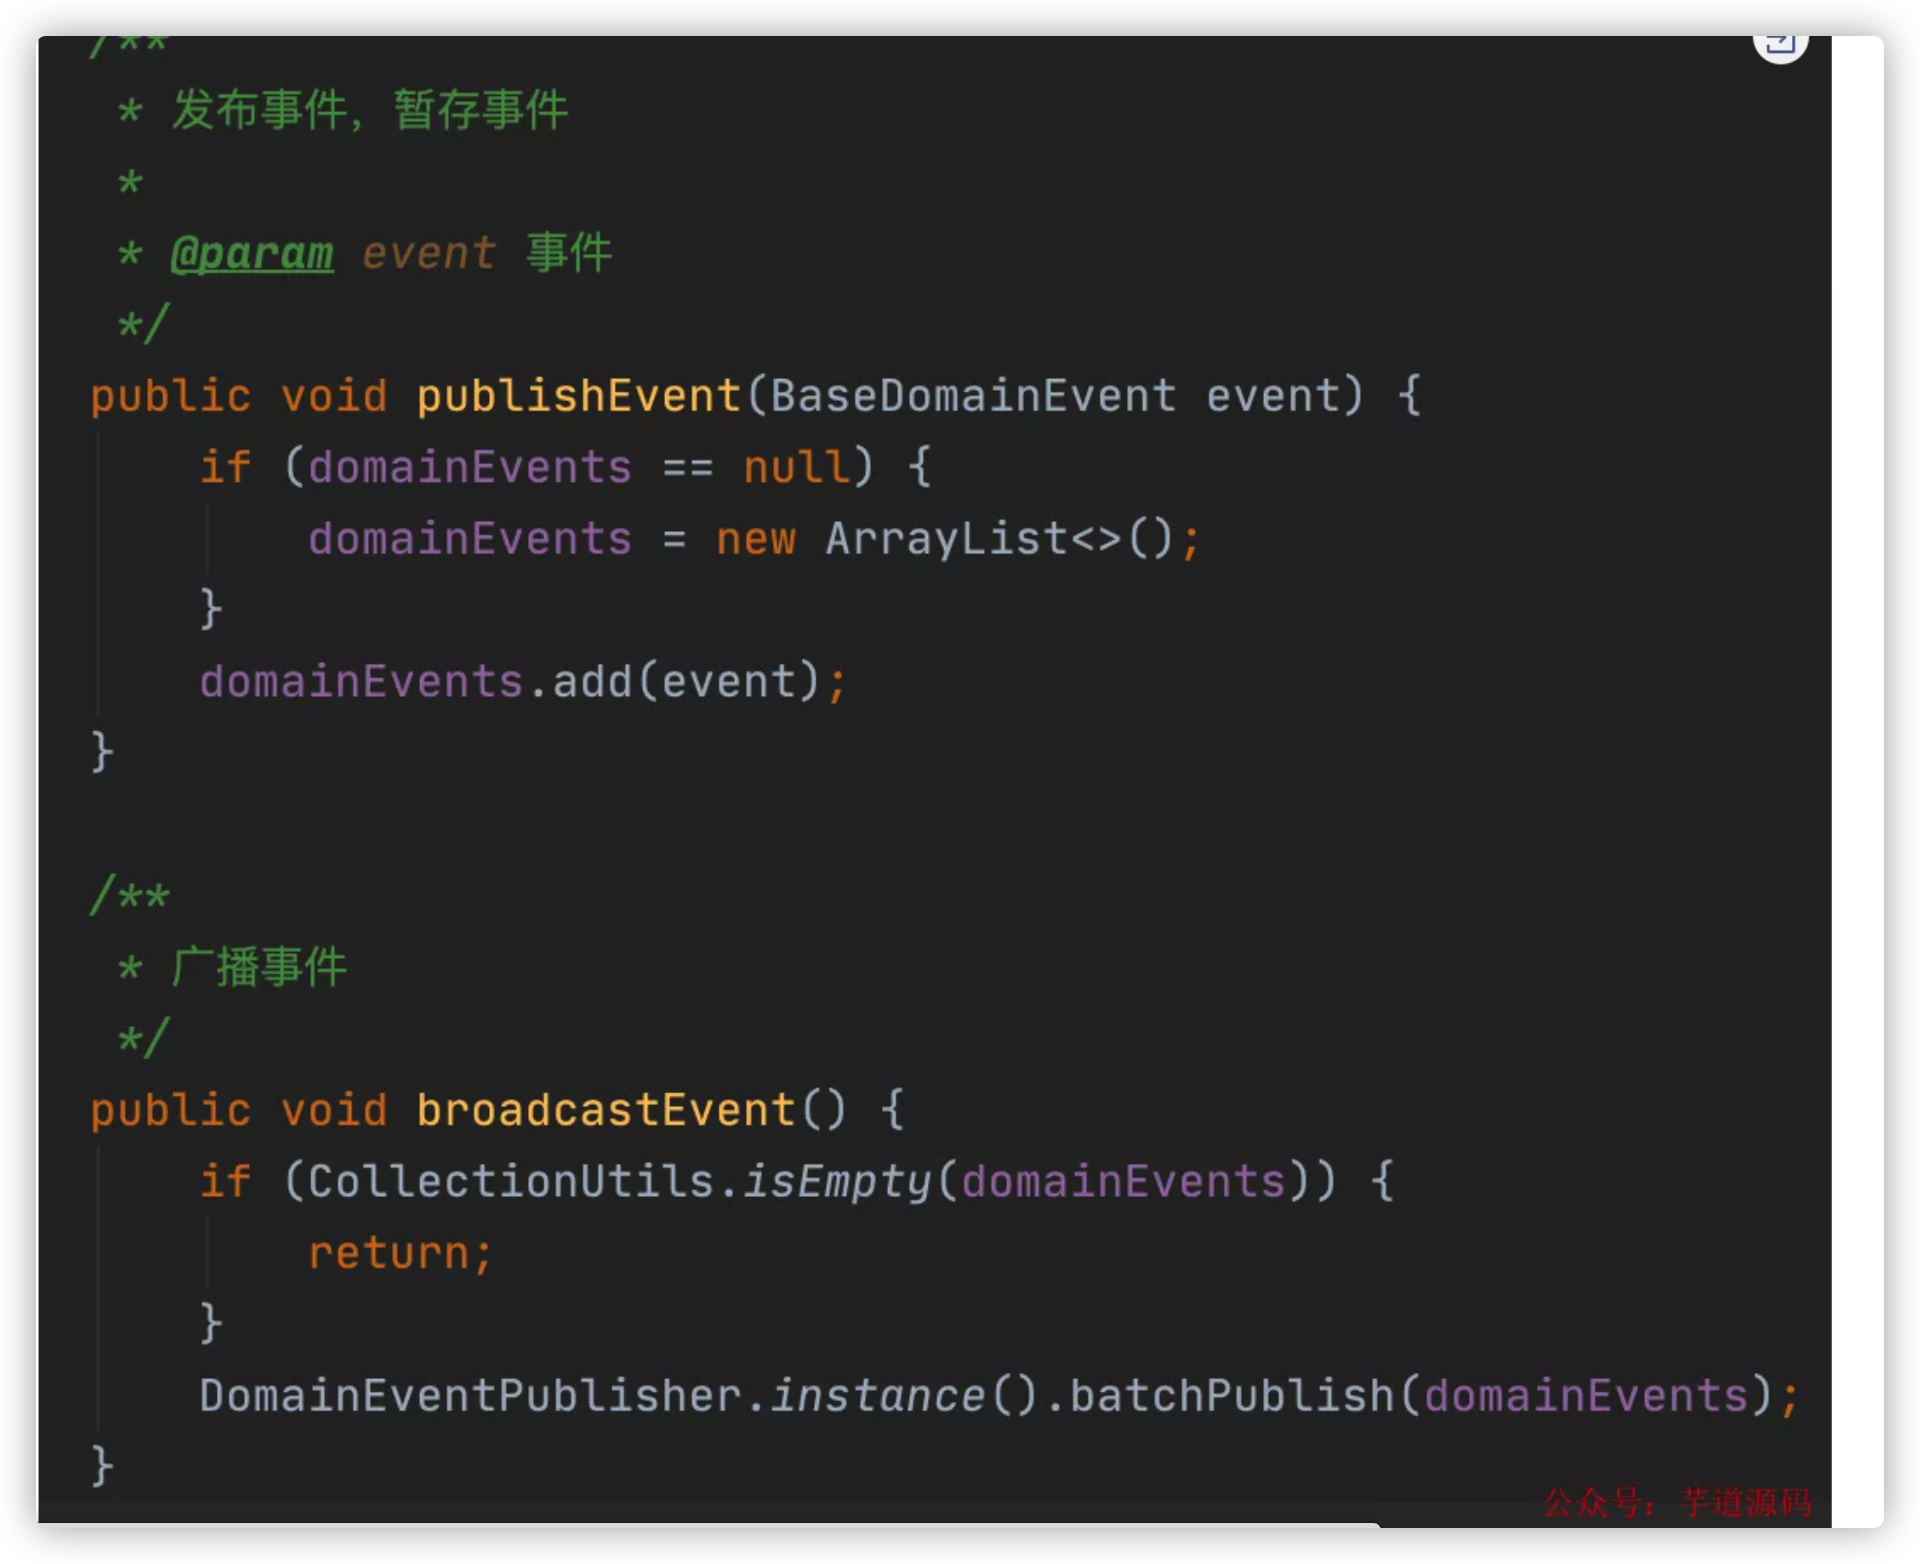 /**
* 发布事件，暂存事件
*
* @param event 事件
*/
public void publishEvent(BaseDomainEvent event) {
if (domainEvents == null) {
domainEvents = new ArrayList<>();
}
domainEvents.add(event);
}
/**
* 广播事件
*/
public void broadcastEvent() {
if (CollectionUtils.isEmpty(domainEvents)) {
return;
}
DomainEventPublisher.instance().batchPublish(domainEvents);
}
公众号：芋道源码